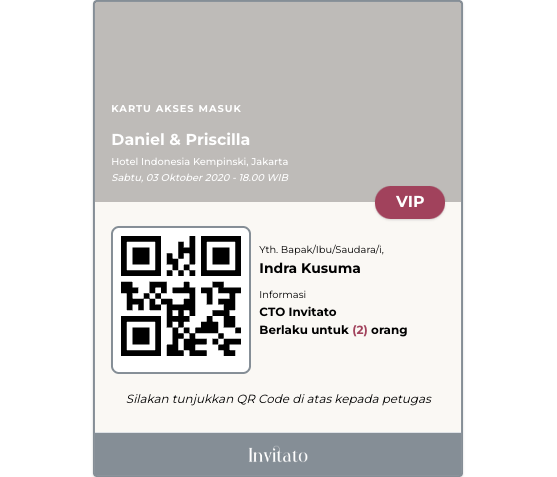 KARTU AKSES MASUK
Daniel & Priscilla
Hotel Indonesia Kempinski, Jakarta
Sabtu, 03 Oktober 2020 - 18.00 WIB
VIP
Yth. Bapak/Ibu/Saudara/i,
Indra Kusuma
Informasi
CTO Invitato
Berlaku untuk (2) orang
Silakan tunjukkan QR Code di atas kepada petugas
Invitato